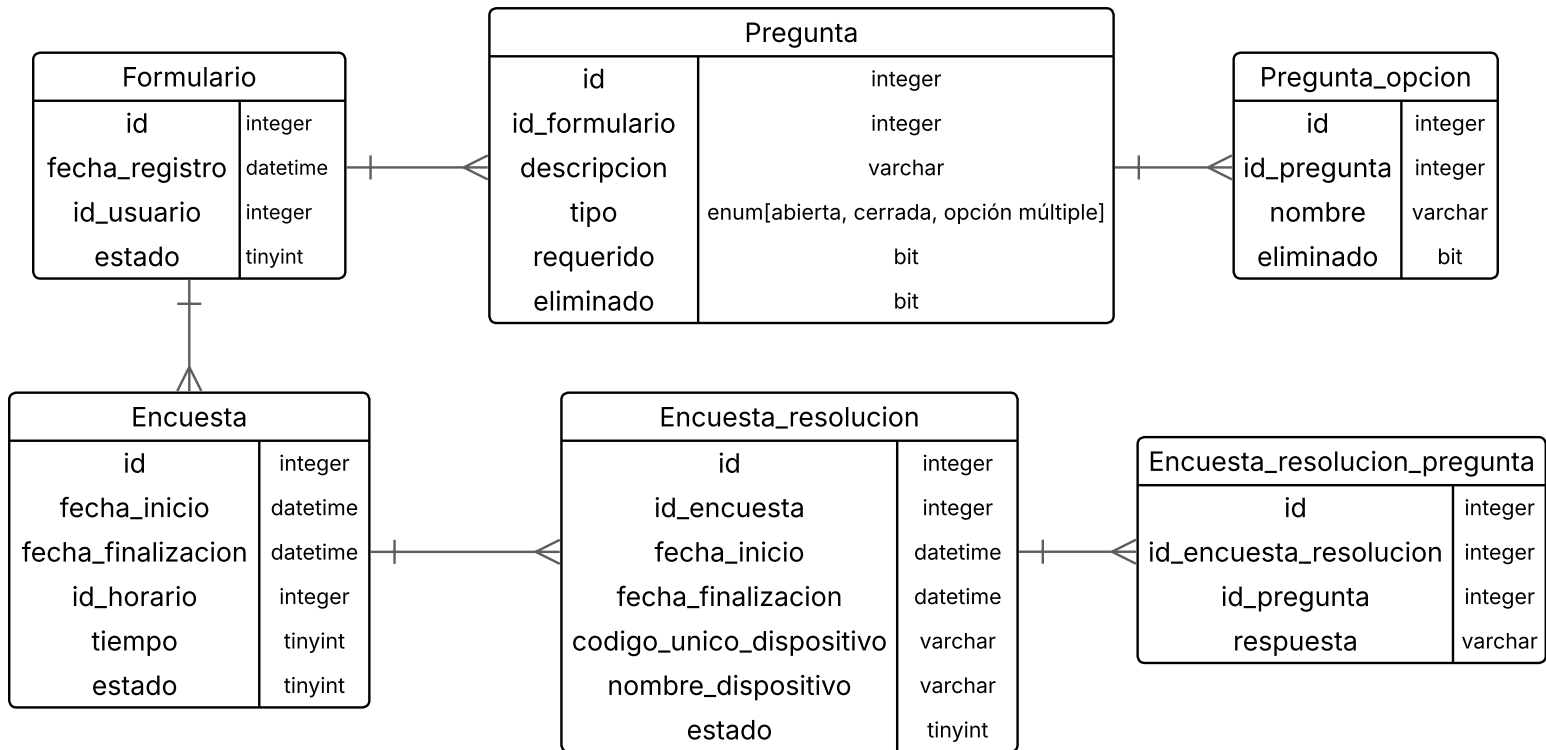 Formulario
id integer
fecha_registro datetime
id_usuario integer
estado tinyint
Pregunta
id integer
id_formulario integer
descripcion varchar
tipo enum[abierta, cerrada, opción múltiple]
requerido bit
eliminado bit
Pregunta_opcion
id integer
id_pregunta integer
nombre varchar
eliminado bit
Encuesta
id integer
fecha_inicio datetime
fecha_finalizacion datetime
id_horario integer
tiempo tinyint
estado tinyint
Encuesta_resolucion
id integer
id_encuesta integer
fecha_inicio datetime
fecha_finalizacion datetime
codigo_unico_dispositivo varchar
nombre_dispositivo varchar
estado tinyint
Encuesta_resolucion_pregunta
id integer
id_encuesta_resolucion integer
id_pregunta integer
respuesta varchar